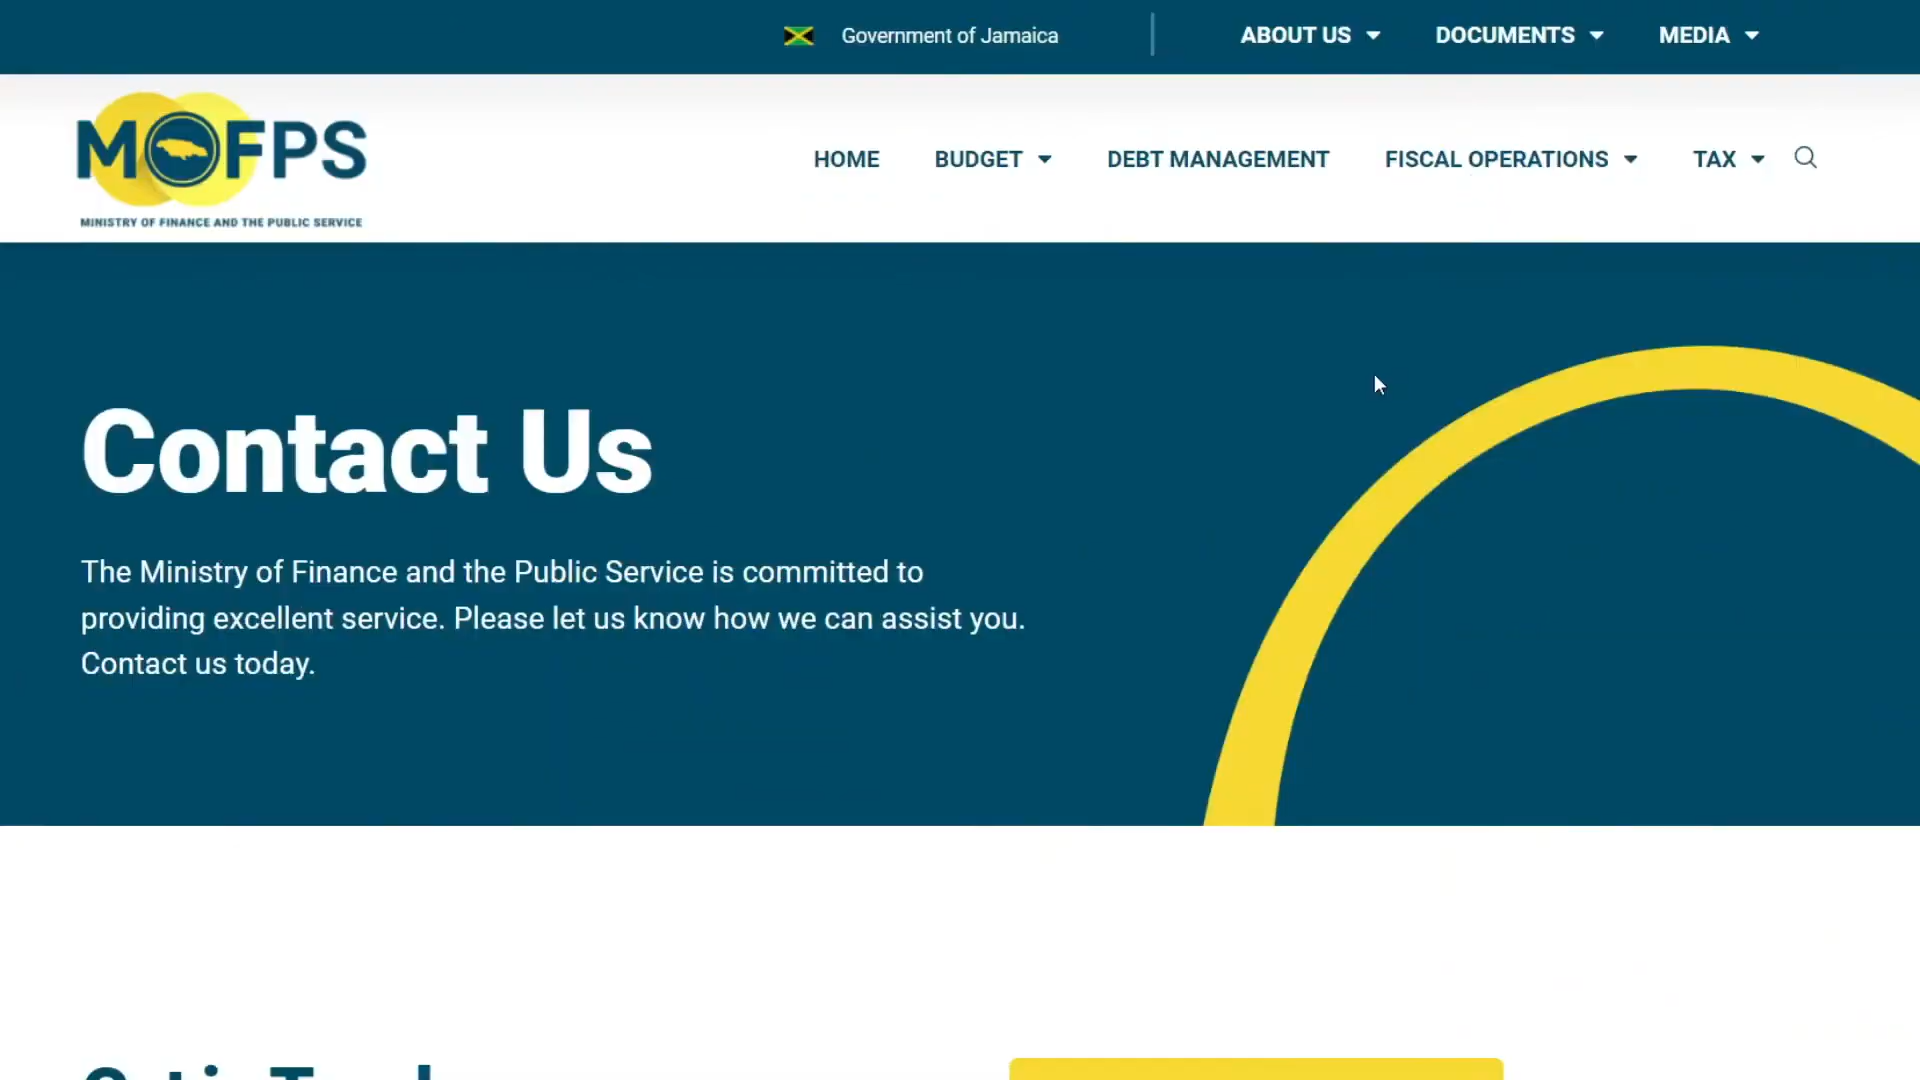 Government of Jamaica
ABOUT US
DOCUMENTS
MEDIA
MOFPS
MINISTRY OF FINANCE AND THE PUBLIC SERVICE
HOME
BUDGET
DEBT MANAGEMENT
FISCAL OPERATIONS
TAX
Contact Us
The Ministry of Finance and the Public Service is committed to
providing excellent service. Please let us know how we can assist you.
Contact us today.